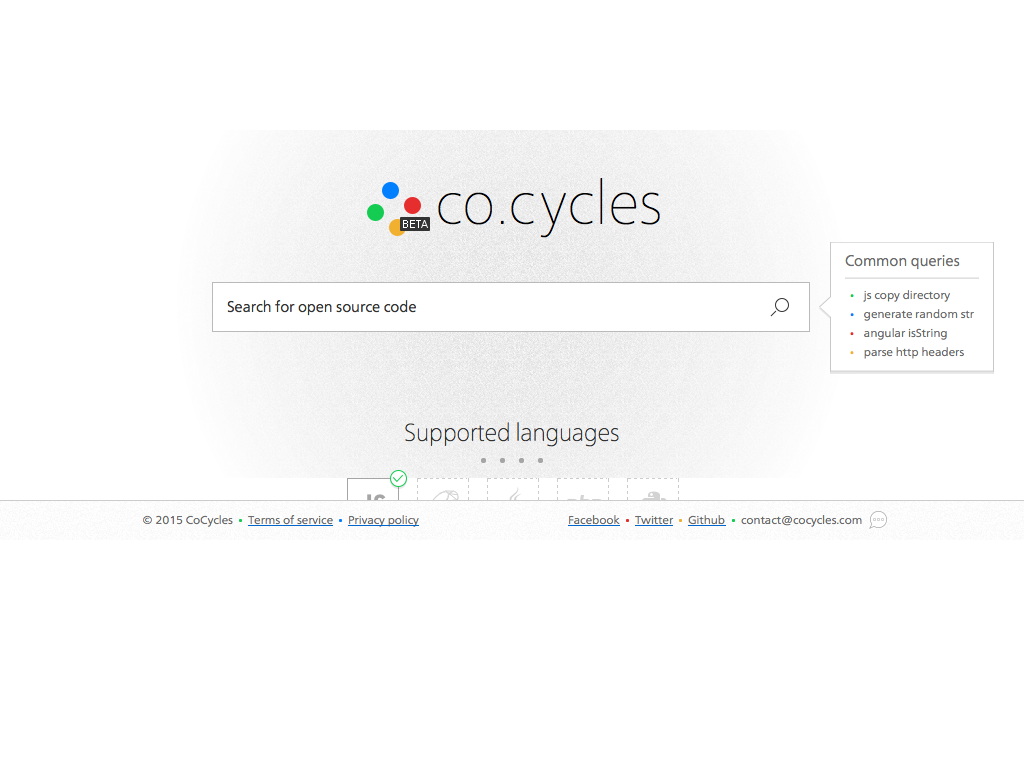 co.cycles
BETA
Search for open source code
Common queries
js copy directory
generate random str
angular isString
parse http headers
Supported languages
JS
© 2015 CoCycles • Terms of service • Privacy policy
Facebook • Twitter • Github • contact@cocycles.com